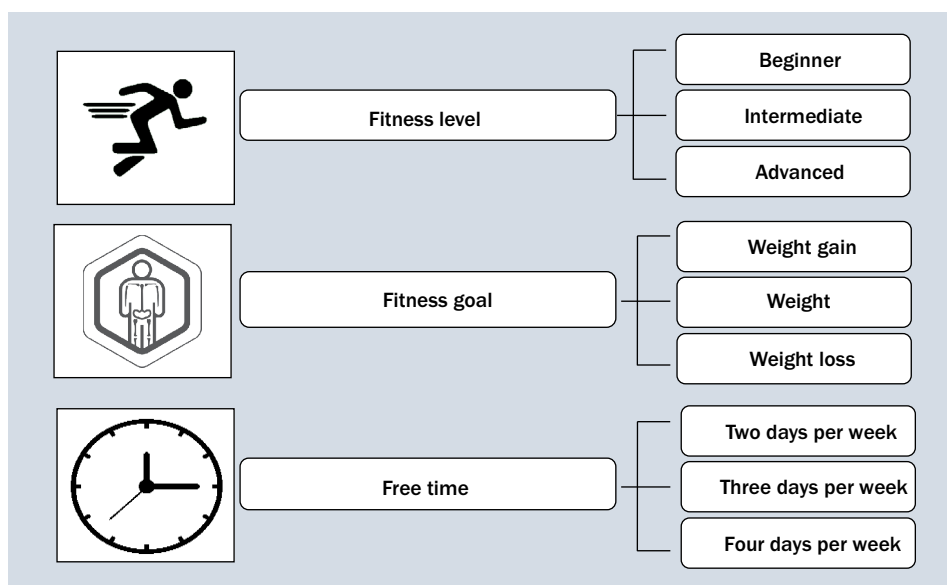 Fitness level
Beginner
Intermediate
Advanced
Fitness goal
Weight gain
Weight
Weight loss
Free time
Two days per week
Three days per week
Four days per week